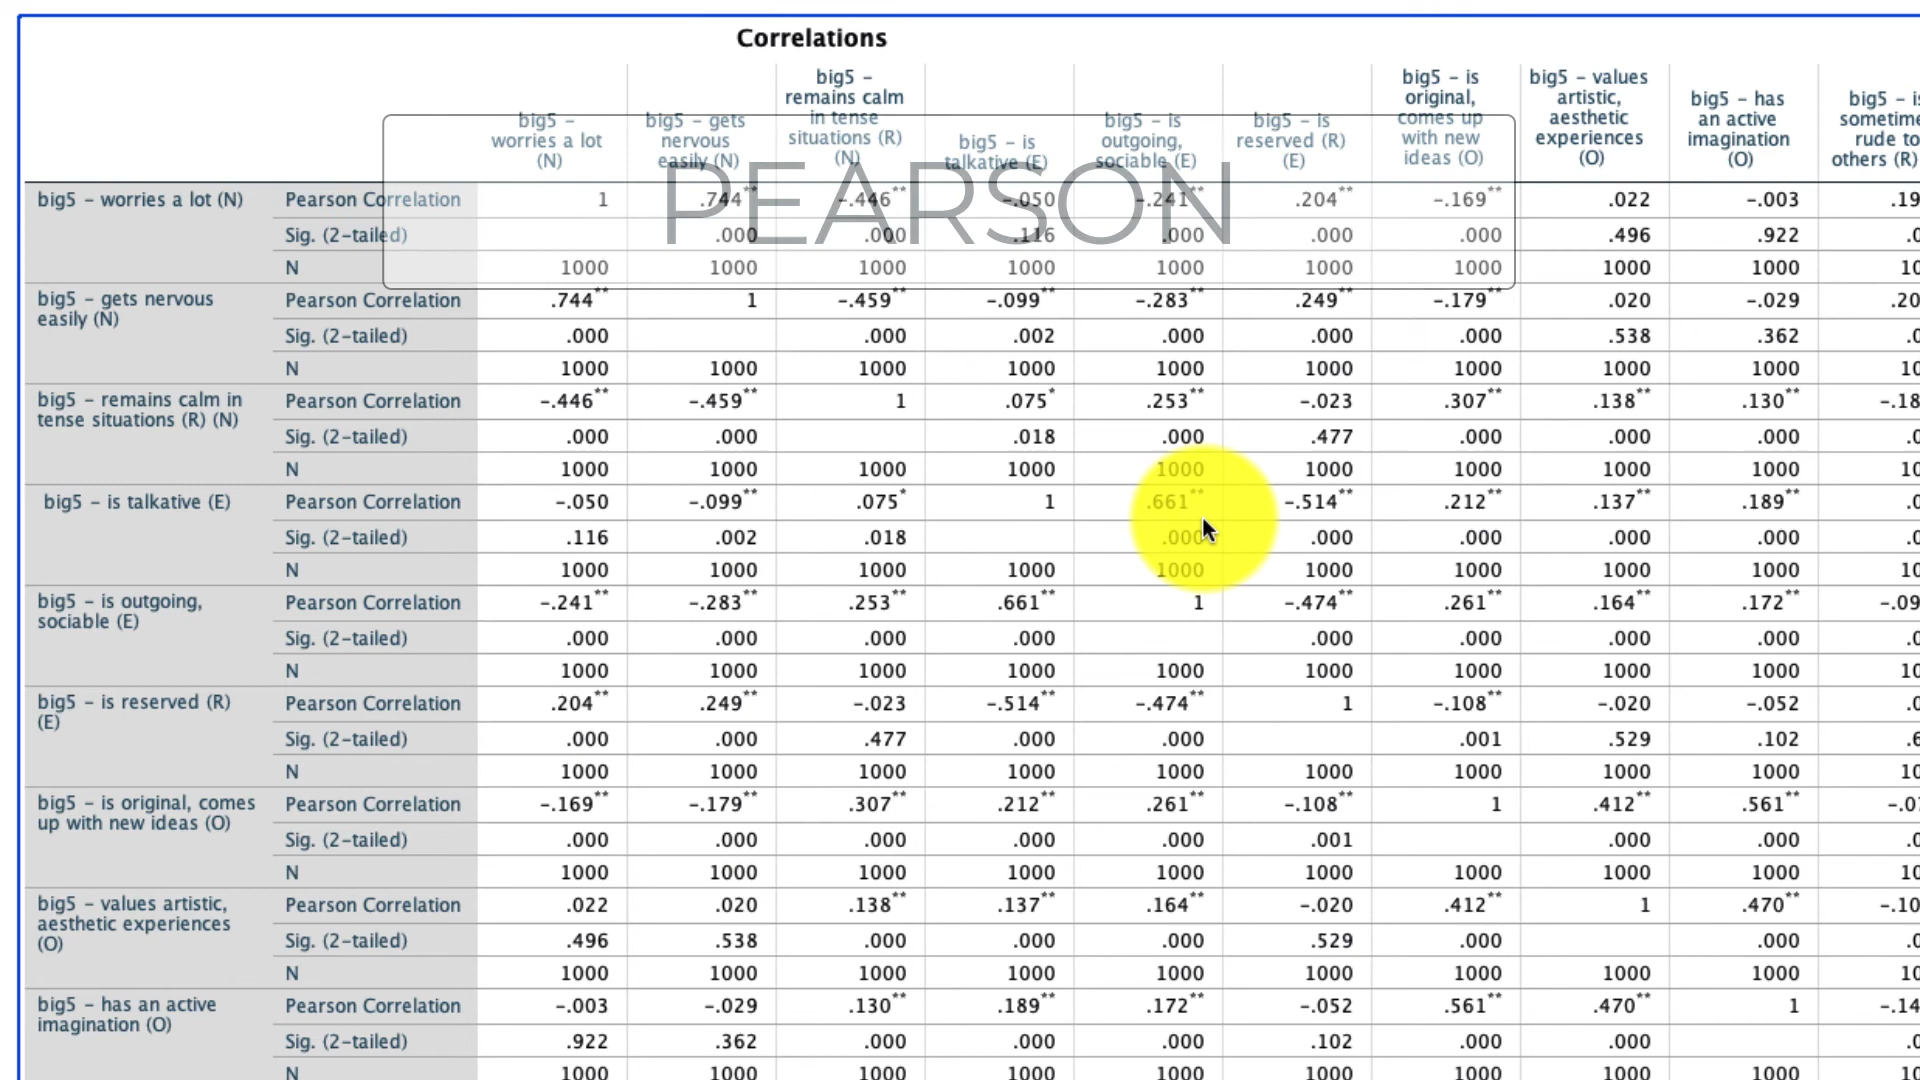 Correlations
big5 - worries a lot (N) big5 - gets nervous easily (N) big5 - remains calm in tense situations (R) (N) big5 - is talkative (E) big5 - is outgoing, sociable (E) big5 - is reserved (R) (E) big5 - is original, comes up with new ideas (O) big5 - values artistic, aesthetic experiences (O) big5 - has an active imagination (O) big5 - rude to others (R)
PEARSON
big5 - worries a lot (N) Pearson Correlation 1 .744** -.446** -.050 -.241** .204** -.169** .022 -.003
Sig. (2-tailed) .000 .000 .116 .000 .000 .000 .496 .922
N 1000 1000 1000 1000 1000 1000 1000 1000 1000
big5 - gets nervous easily (N) Pearson Correlation .744** 1 -.459** -.099** -.283** .249** -.179** .020 -.029
Sig. (2-tailed) .000 .000 .002 .000 .000 .000 .538 .362
N 1000 1000 1000 1000 1000 1000 1000 1000 1000
big5 - remains calm in tense situations (R) (N) Pearson Correlation -.446** -.459** 1 .075* .253** -.023 .307** .138** .130**
Sig. (2-tailed) .000 .000 .018 .000 .477 .000 .000 .000
N 1000 1000 1000 1000 1000 1000 1000 1000 1000
big5 - is talkative (E) Pearson Correlation -.050 -.099** .075* 1 .661** -.514** .212** .137** .189**
Sig. (2-tailed) .116 .002 .018 .000 .000 .000 .000 .000
N 1000 1000 1000 1000 1000 1000 1000 1000 1000
big5 - is outgoing, sociable (E) Pearson Correlation -.241** -.283** .253** .661** 1 -.474** .261** .164** .172**
Sig. (2-tailed) .000 .000 .000 .000 .000 .000 .000 .000
N 1000 1000 1000 1000 1000 1000 1000 1000 1000
big5 - is reserved (R) (E) Pearson Correlation .204** .249** -.023 -.514** -.474** 1 -.108** -.020 -.052
Sig. (2-tailed) .000 .000 .477 .000 .000 .001 .529 .102
N 1000 1000 1000 1000 1000 1000 1000 1000 1000
big5 - is original, comes up with new ideas (O) Pearson Correlation -.169** -.179** .307** .212** .261** -.108** 1 .412** .561**
Sig. (2-tailed) .000 .000 .000 .000 .000 .001 .000 .000
N 1000 1000 1000 1000 1000 1000 1000 1000 1000
big5 - values artistic, aesthetic experiences (O) Pearson Correlation .022 .020 .138** .137** .164** -.020 .412** 1 .470**
Sig. (2-tailed) .496 .538 .000 .000 .000 .529 .000 .000
N 1000 1000 1000 1000 1000 1000 1000 1000 1000
big5 - has an active imagination (O) Pearson Correlation -.003 -.029 .130** .189** .172** -.052 .561** .470** 1
Sig. (2-tailed) .922 .362 .000 .000 .000 .102 .000 .000
N 1000 1000 1000 1000 1000 1000 1000 1000 1000